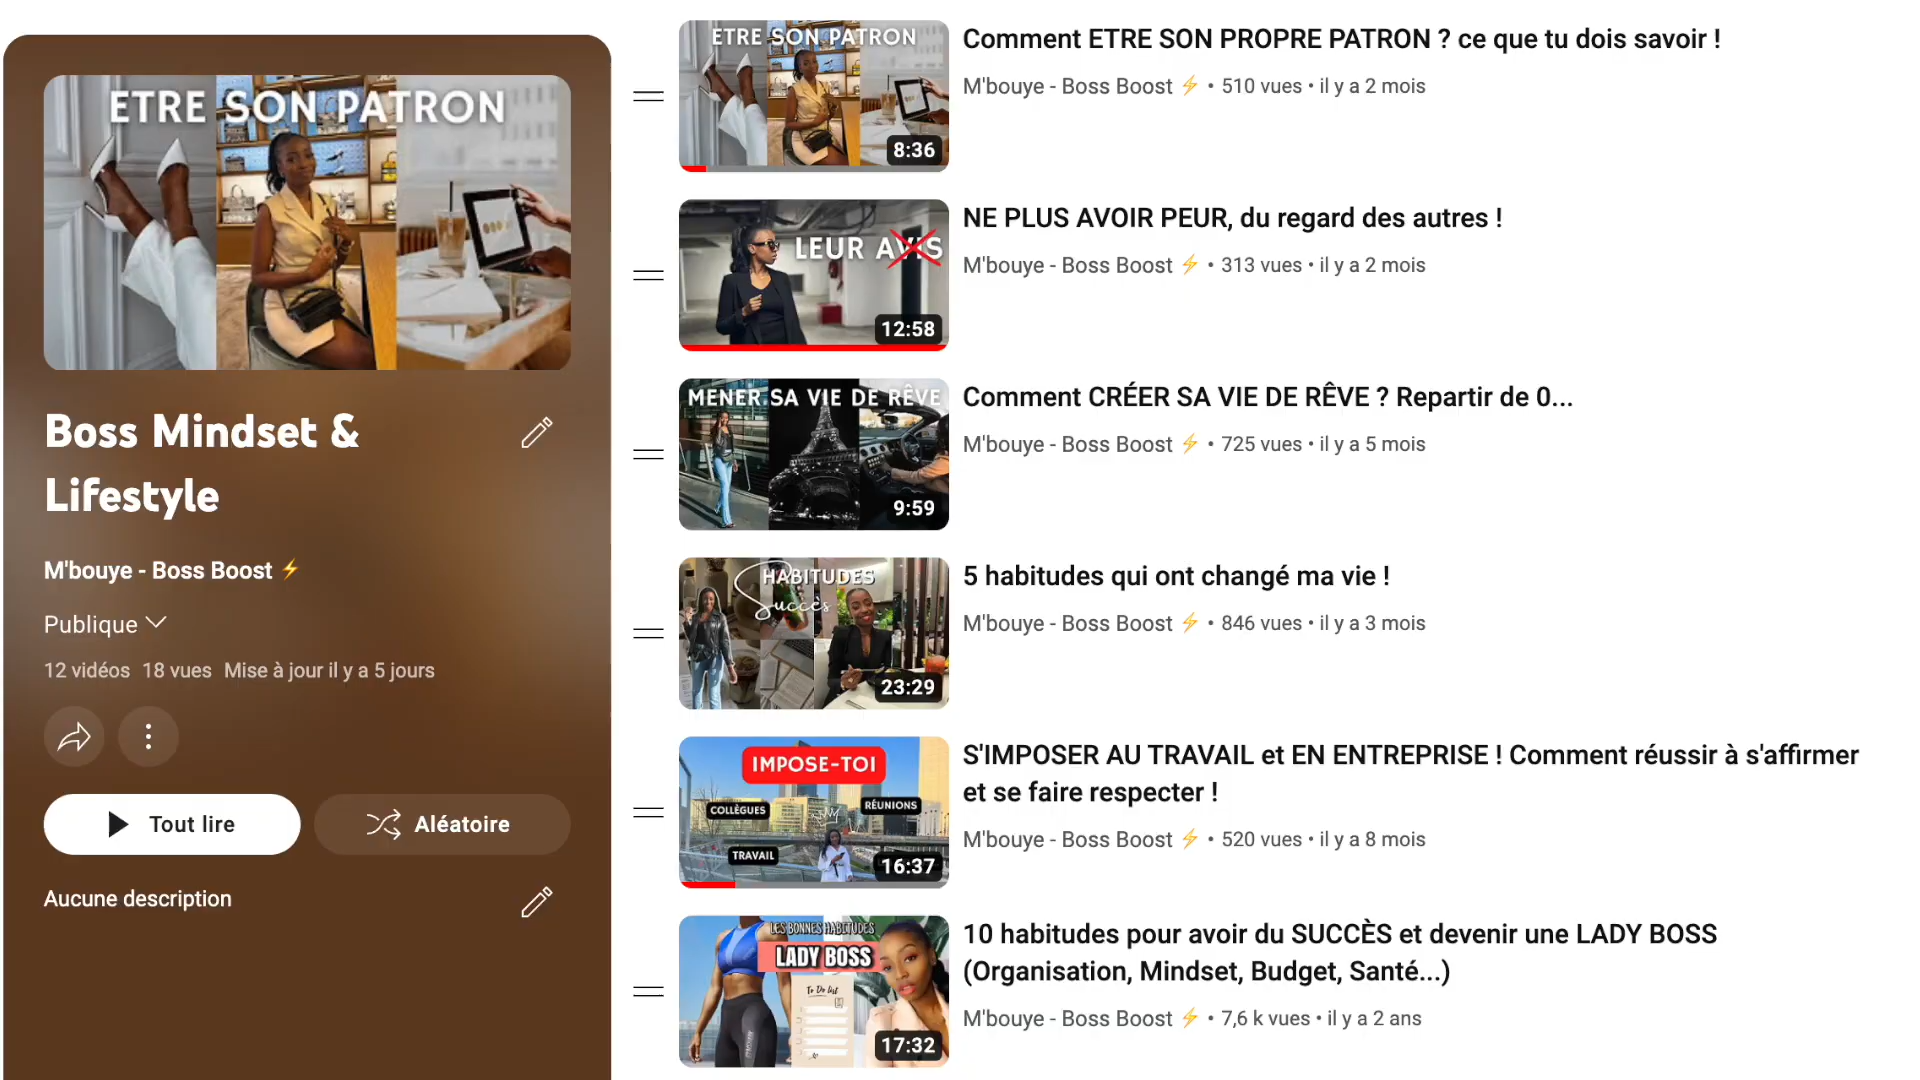 ETRE SON PATRON
Boss Mindset &
Lifestyle
M'bouye - Boss Boost ⚡
Publique
12 vidéos 18 vues Mise à jour il y a 5 jours
Tout lire
Aléatoire
Aucune description
ETRE SON PATRON
8:36
Comment ETRE SON PROPRE PATRON ? ce que tu dois savoir !
M'bouye - Boss Boost ⚡ • 510 vues • il y a 2 mois
LEUR AVIS
12:58
NE PLUS AVOIR PEUR, du regard des autres !
M'bouye - Boss Boost ⚡ • 313 vues • il y a 2 mois
MENER SA VIE DE RÊVE
9:59
Comment CRÉER SA VIE DE RÊVE ? Repartir de 0...
M'bouye - Boss Boost ⚡ • 725 vues • il y a 5 mois
HABITUDES
Succès
23:29
5 habitudes qui ont changé ma vie !
M'bouye - Boss Boost ⚡ • 846 vues • il y a 3 mois
IMPOSE-TOI
COLLÈGUES
RÉUNIONS
TRAVAIL
16:37
S'IMPOSER AU TRAVAIL et EN ENTREPRISE ! Comment réussir à s'affirmer
et se faire respecter !
M'bouye - Boss Boost ⚡ • 520 vues • il y a 8 mois
LES BONNES HABITUDES
LADY BOSS
To Do list
17:32
10 habitudes pour avoir du SUCCÈS et devenir une LADY BOSS
(Organisation, Mindset, Budget, Santé...)
M'bouye - Boss Boost ⚡ • 7,6 k vues • il y a 2 ans